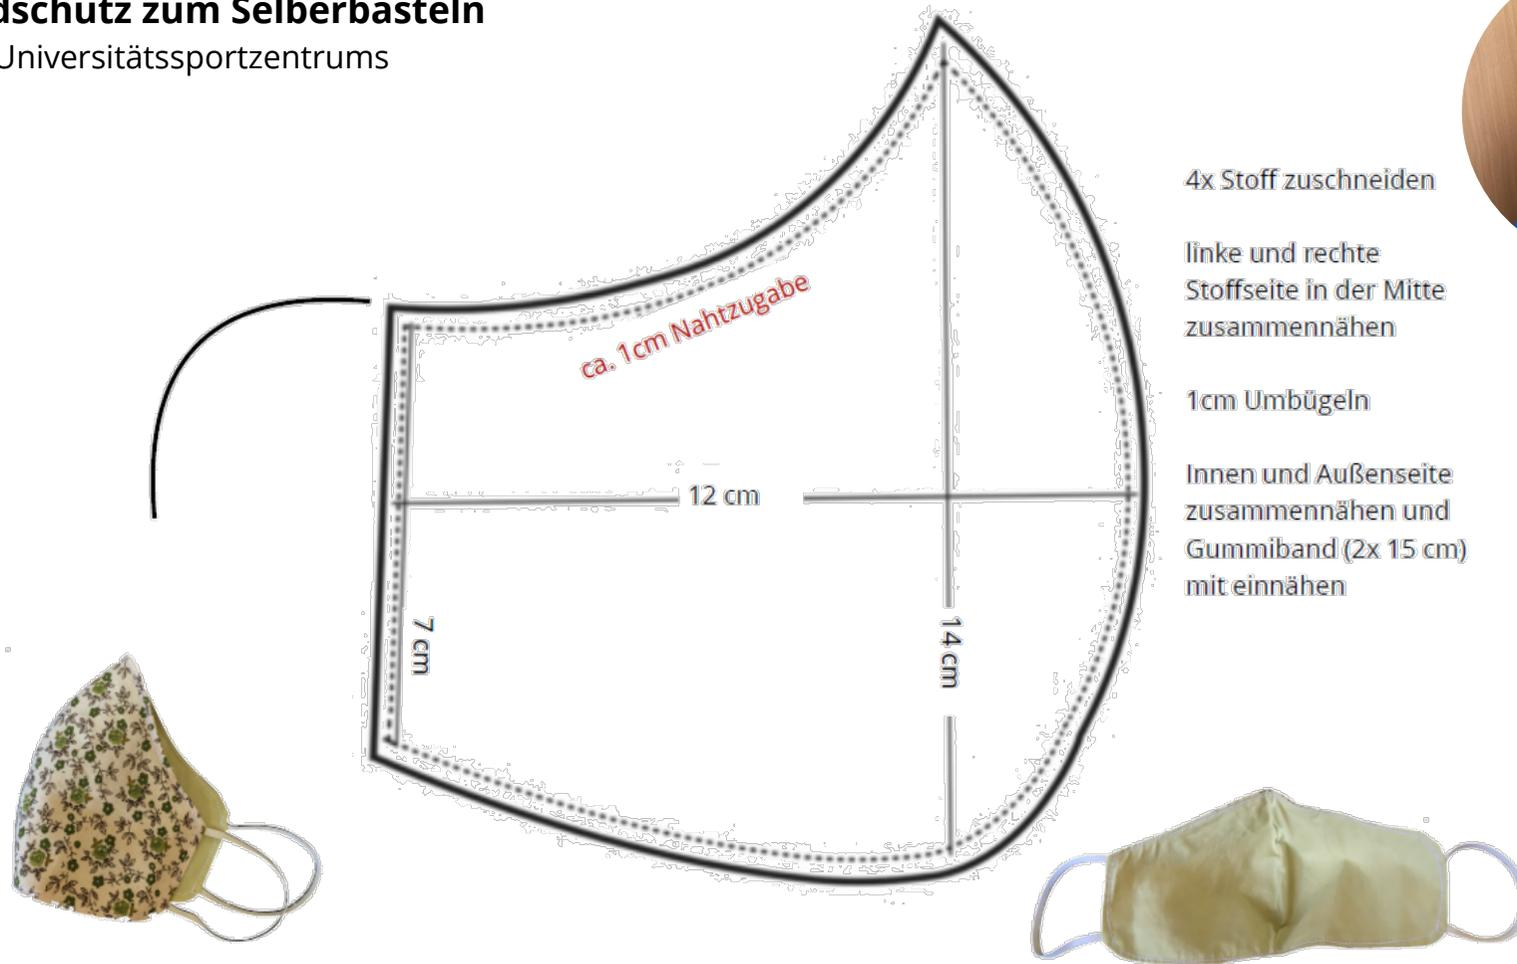 dschutz zum Selberbasteln
Universitätssportzentrums
ca. 1cm Nahtzugabe
12 cm
7 cm
14 cm
4x Stoff zuschneiden
linke und rechte
Stoffseite in der Mitte
zusammennähen
1cm Umbügeln
Innen und Außenseite
zusammennähen und
Gummiband (2x 15 cm)
mit einnähen